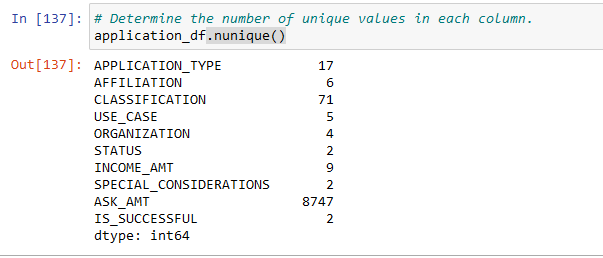 In [137]: # Determine the number of unique values in each column.
application_df.nunique()
Out[137]: APPLICATION_TYPE 17
AFFILIATION 6
CLASSIFICATION 71
USE_CASE 5
ORGANIZATION 4
STATUS 2
INCOME_AMT 9
SPECIAL_CONSIDERATIONS 2
ASK_AMT 8747
IS_SUCCESSFUL 2
dtype: int64